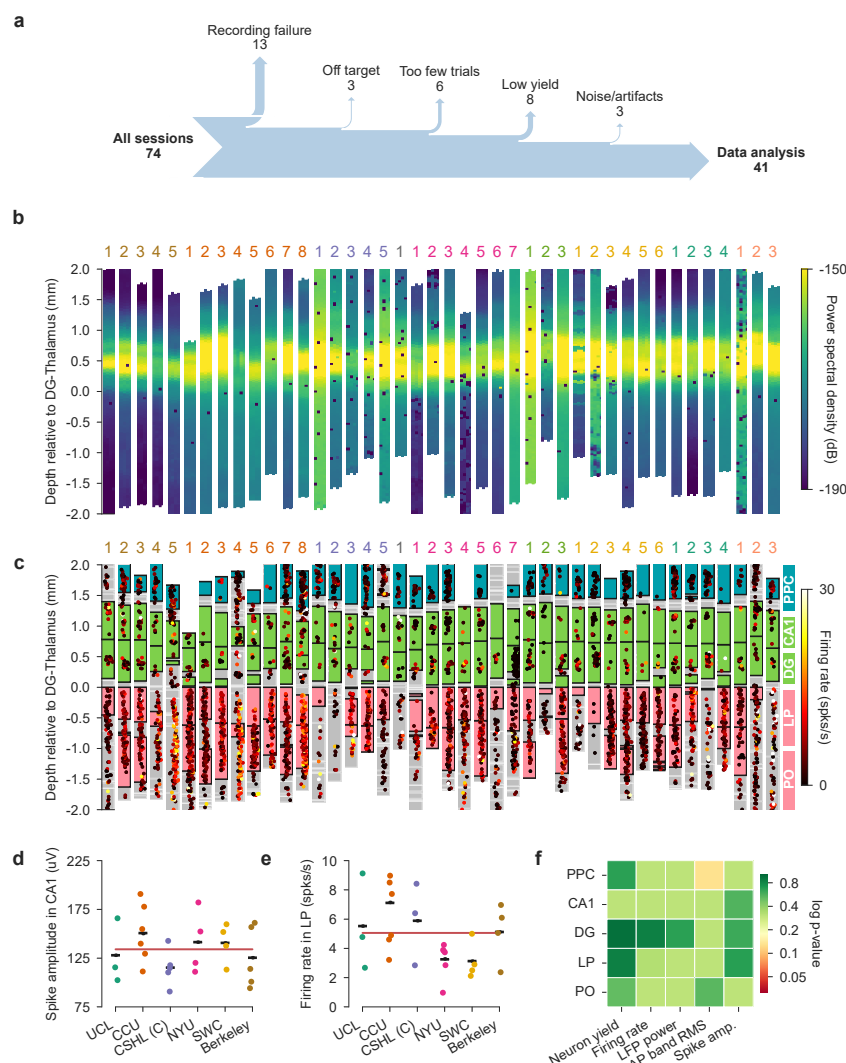 a
Recording failure
13
Off target
3
Too few trials
6
Low yield
8
Noise/artifacts
3
All sessions
74
Data analysis
41
b
1 2 3 4 5 1 2 3 4 5 6 7 8 1 2 3 4 5 1 1 2 3 4 5 6 7 1 2 3 1 2 3 4 5 6 1 2 3 4 1 2 3
Depth relative to DG-Thalamus (mm)
2.0
1.5
1.0
0.5
0.0
-0.5
-1.0
-1.5
-2.0
-150
Power spectral density (dB)
-190
c
1 2 3 4 5 1 2 3 4 5 6 7 8 1 2 3 4 5 1 1 2 3 4 5 6 7 1 2 3 1 2 3 4 5 6 1 2 3 4 1 2 3
Depth relative to DG-Thalamus (mm)
2.0
1.5
1.0
0.5
0.0
-0.5
-1.0
-1.5
-2.0
PPC
CA1
DG
LP
PO
30
Firing rate (spks/s)
0
d
Spike amplitude in CA1 (uV)
225
175
125
75
UCL
CCU
CSHL (C)
NYU
SWC
Berkeley
e
Firing rate in LP (spks/s)
10
8
6
4
2
0
UCL
CCU
CSHL (C)
NYU
SWC
Berkeley
f
PPC
CA1
DG
LP
PO
Neuron yield
Firing rate
LFP power
AP band RMS
Spike amp.
0.8
0.4
0.2
0.1
0.05
log p-value